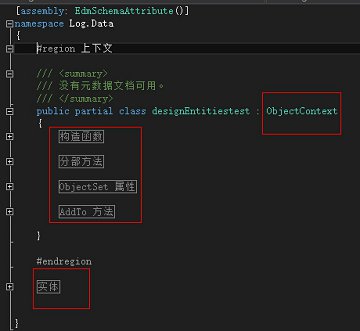 [assembly: EdmSchemaAttribute()]
namespace Log.Data
{
#region 上下文
/// <summary>
/// 没有元数据文档可用。
/// </summary>
public partial class designEntitiestest : ObjectContext
{
构造函数
分部方法
ObjectSet 属性
AddTo 方法
}
#endregion
实体
}